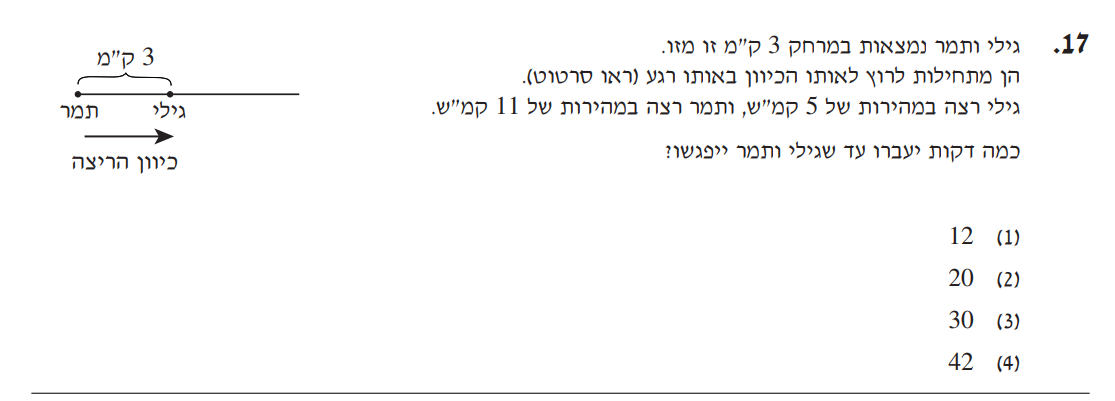 .17
גילי ותמר נמצאות במרחק 3 ק"מ זו מזו.
הן מתחילות לרוץ לאותו הכיוון באותו רגע (ראו סרטוט).
גילי רצה במהירות של 5 קמ"ש, ותמר רצה במהירות של 11 קמ"ש.
כמה דקות יעברו עד שגילי ותמר ייפגשו?
3 ק"מ
תמר גילי
כיוון הריצה
(1) 12
(2) 20
(3) 30
(4) 42